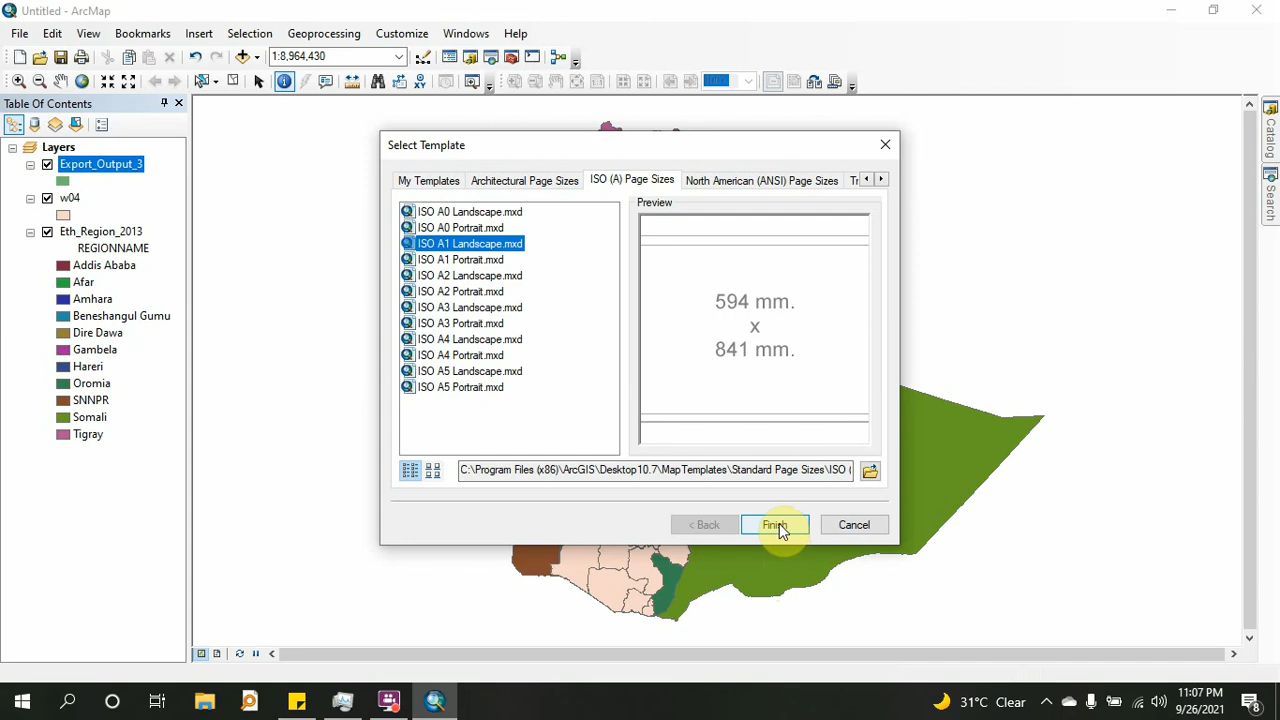 Untitled - ArcMap
File Edit View Bookmarks Insert Selection Geoprocessing Customize Windows Help
1:8,964,430
Table Of Contents
Layers
Export_Output_3
w04
Eth_Region_2013
REGIONNAME
Addis Ababa
Afar
Amhara
Beneshangul Gumu
Dire Dawa
Gambela
Hareri
Oromia
SNNPR
Somali
Tigray
Select Template
My Templates Architectural Page Sizes ISO (A) Page Sizes North American (ANSI) Page Sizes Tr
ISO A0 Landscape.mxd
ISO A0 Portrait.mxd
ISO A1 Landscape.mxd
ISO A1 Portrait.mxd
ISO A2 Landscape.mxd
ISO A2 Portrait.mxd
ISO A3 Landscape.mxd
ISO A3 Portrait.mxd
ISO A4 Landscape.mxd
ISO A4 Portrait.mxd
ISO A5 Landscape.mxd
ISO A5 Portrait.mxd
Preview
594 mm.
x
841 mm.
C:\Program Files (x86)\ArcGIS\Desktop10.7\MapTemplates\Standard Page Sizes\ISO (
< Back Finish Cancel
Catalog
Search
31°C Clear
11:07 PM
9/26/2021
8